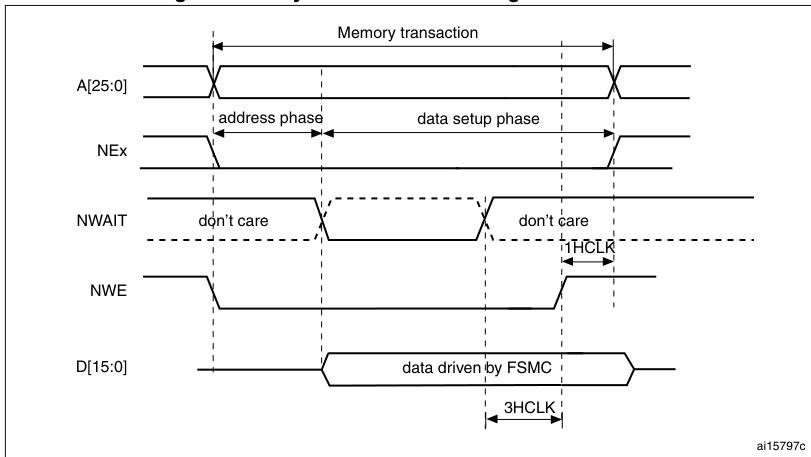 Memory transaction
A[25:0]
address phase
data setup phase
NEx
NWAIT
don't care
don't care
1HCLK
NWE
D[15:0]
data driven by FSMC
3HCLK
ai15797c